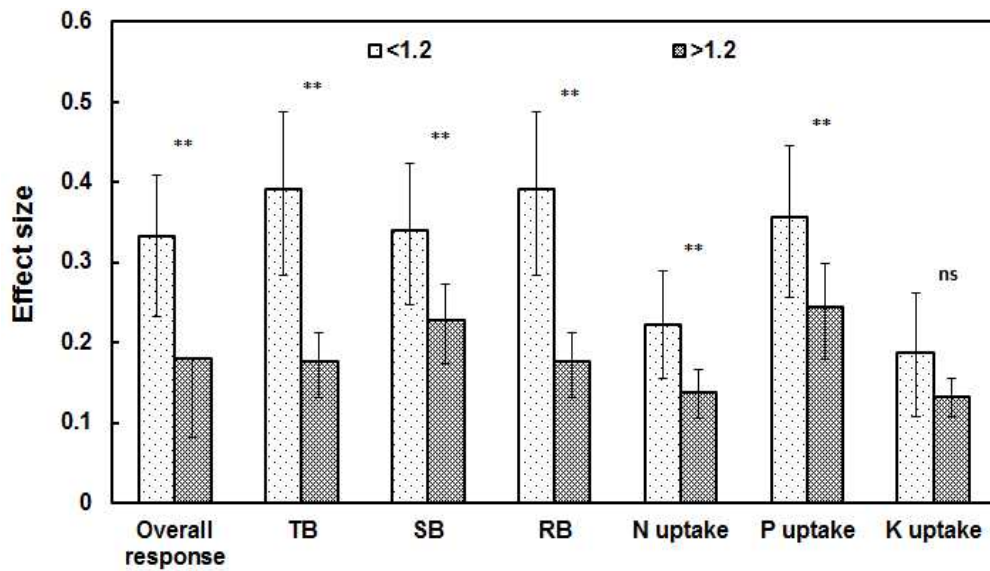 0.6
<1.2 >1.2
0.5
0.4
0.3
0.2
0.1
0
Effect size
**
**
**
**
**
**
ns
Overall response
TB
SB
RB
N uptake
P uptake
K uptake